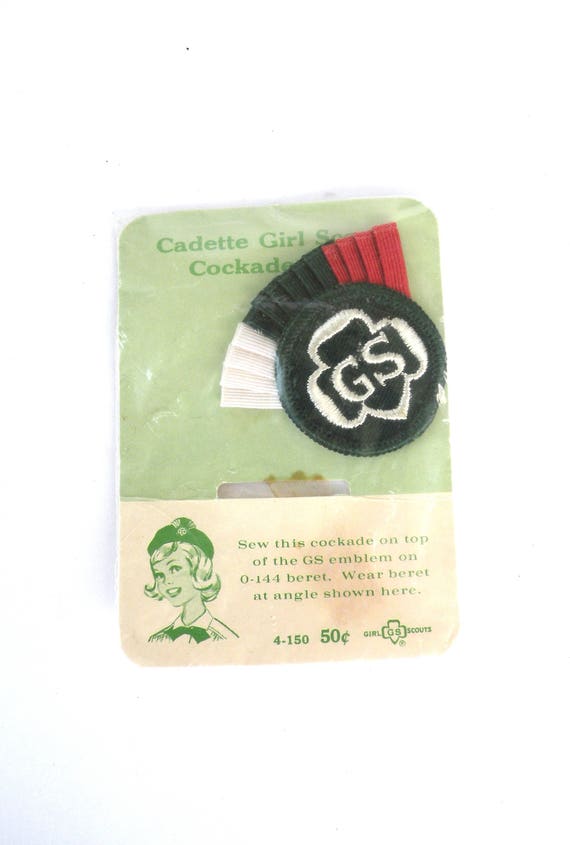 Cadette Girl
Cockade
GS
Sew this cockade on top
of the GS emblem on
0-144 beret. Wear beret
at angle shown here.
4-150 50¢ GIRL GS SCOUTS ®